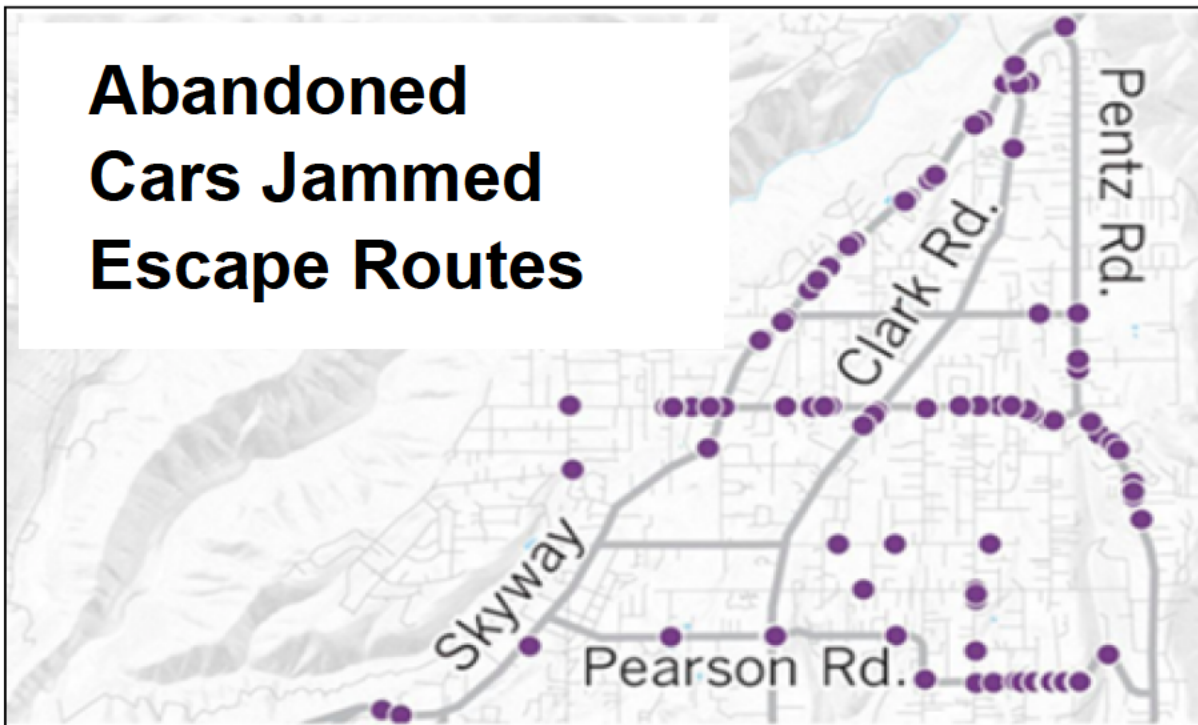 Abandoned
Cars Jammed
Escape Routes
Pentz Rd.
Clark Rd.
Skyway
Pearson Rd.